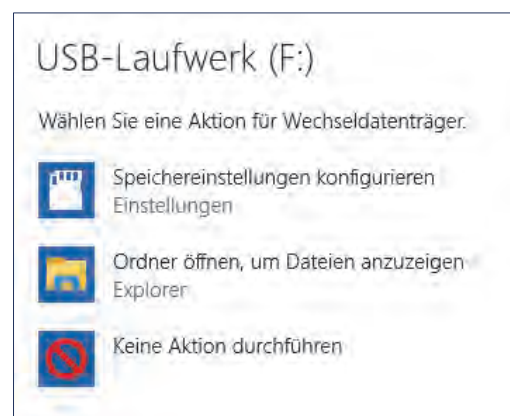 USB-Laufwerk (F:)
Wählen Sie eine Aktion für Wechseldatenträger.
Speichereinstellungen konfigurieren
Einstellungen
Ordner öffnen, um Dateien anzuzeigen
Explorer
Keine Aktion durchführen